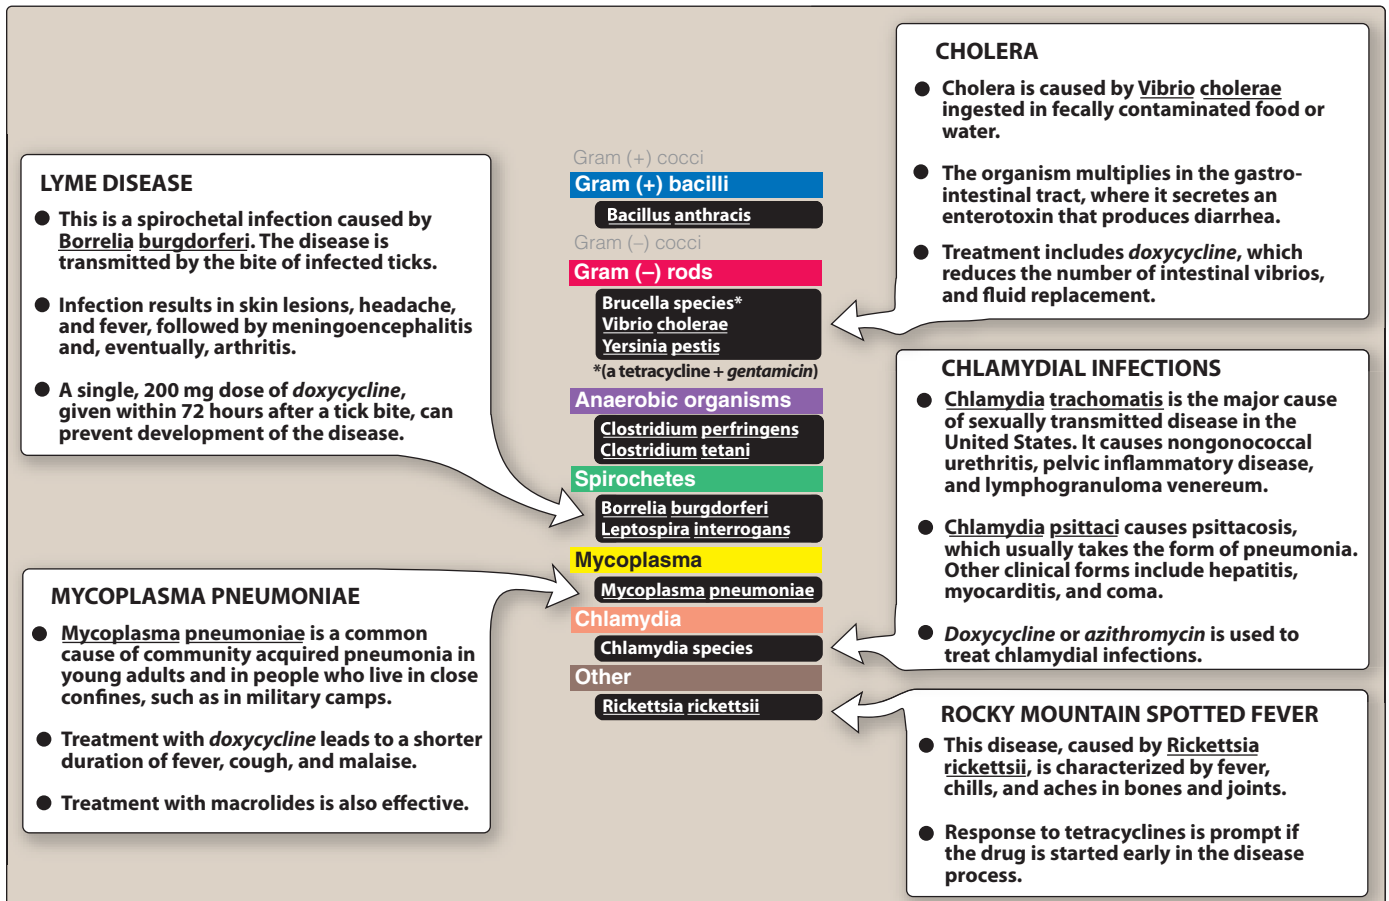 LYME DISEASE
● This is a spirochetal infection caused by
Borrelia burgdorferi. The disease is
transmitted by the bite of infected ticks.
● Infection results in skin lesions, headache,
and fever, followed by meningoencephalitis
and, eventually, arthritis.
● A single, 200 mg dose of doxycycline,
given within 72 hours after a tick bite, can
prevent development of the disease.
MYCOPLASMA PNEUMONIAE
● Mycoplasma pneumoniae is a common
cause of community acquired pneumonia in
young adults and in people who live in close
confines, such as in military camps.
● Treatment with doxycycline leads to a shorter
duration of fever, cough, and malaise.
● Treatment with macrolides is also effective.
Gram (+) cocci
Gram (+) bacilli
Bacillus anthracis
Gram (–) cocci
Gram (–) rods
Brucella species*
Vibrio cholerae
Yersinia pestis
*(a tetracycline + gentamicin)
Anaerobic organisms
Clostridium perfringens
Clostridium tetani
Spirochetes
Borrelia burgdorferi
Leptospira interrogans
Mycoplasma
Mycoplasma pneumoniae
Chlamydia
Chlamydia species
Other
Rickettsia rickettsii
CHOLERA
● Cholera is caused by Vibrio cholerae
ingested in fecally contaminated food or
water.
● The organism multiplies in the gastro-
intestinal tract, where it secretes an
enterotoxin that produces diarrhea.
● Treatment includes doxycycline, which
reduces the number of intestinal vibrios,
and fluid replacement.
CHLAMYDIAL INFECTIONS
● Chlamydia trachomatis is the major cause
of sexually transmitted disease in the
United States. It causes nongonococcal
urethritis, pelvic inflammatory disease,
and lymphogranuloma venereum.
● Chlamydia psittaci causes psittacosis,
which usually takes the form of pneumonia.
Other clinical forms include hepatitis,
myocarditis, and coma.
● Doxycycline or azithromycin is used to
treat chlamydial infections.
ROCKY MOUNTAIN SPOTTED FEVER
● This disease, caused by Rickettsia
rickettsii, is characterized by fever,
chills, and aches in bones and joints.
● Response to tetracyclines is prompt if
the drug is started early in the disease
process.